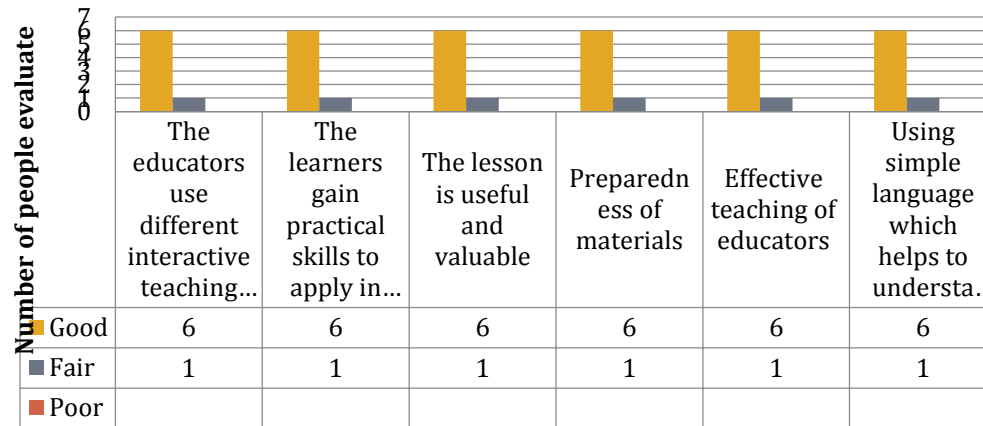 Number of people evaluate
7
6
5
4
3
2
1
0
The
educators
use
different
interactive
teaching...
The
learners
gain
practical
skills to
apply in...
The lesson
is useful
and
valuable
Preparedn
ess of
materials
Effective
teaching of
educators
Using
simple
language
which
helps to
understa.
Good 6 6 6 6 6 6
Fair 1 1 1 1 1 1
Poor